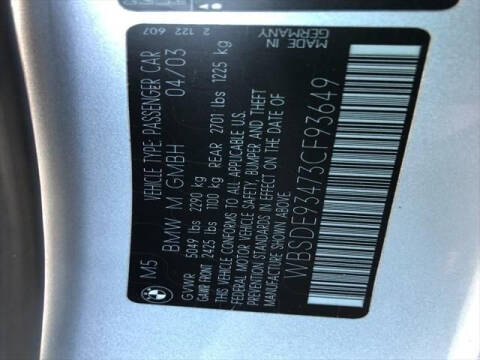 M5 VEHICLE TYPE: PASSENGER CAR 2 122 607
BMW M GMBH 04/03 MADE IN GERMANY
GVWR 5049 lbs 2290 kg
GAWR FRONT 2425 lbs 1100 kg REAR 2701 lbs 1225 kg
THIS VEHICLE CONFORMS TO ALL APPLICABLE U.S.
FEDERAL MOTOR VEHICLE SAFETY, BUMPER AND THEFT
PREVENTION STANDARDS IN EFFECT ON THE DATE OF
MANUFACTURE SHOWN ABOVE.
WBSDE93473CF93649